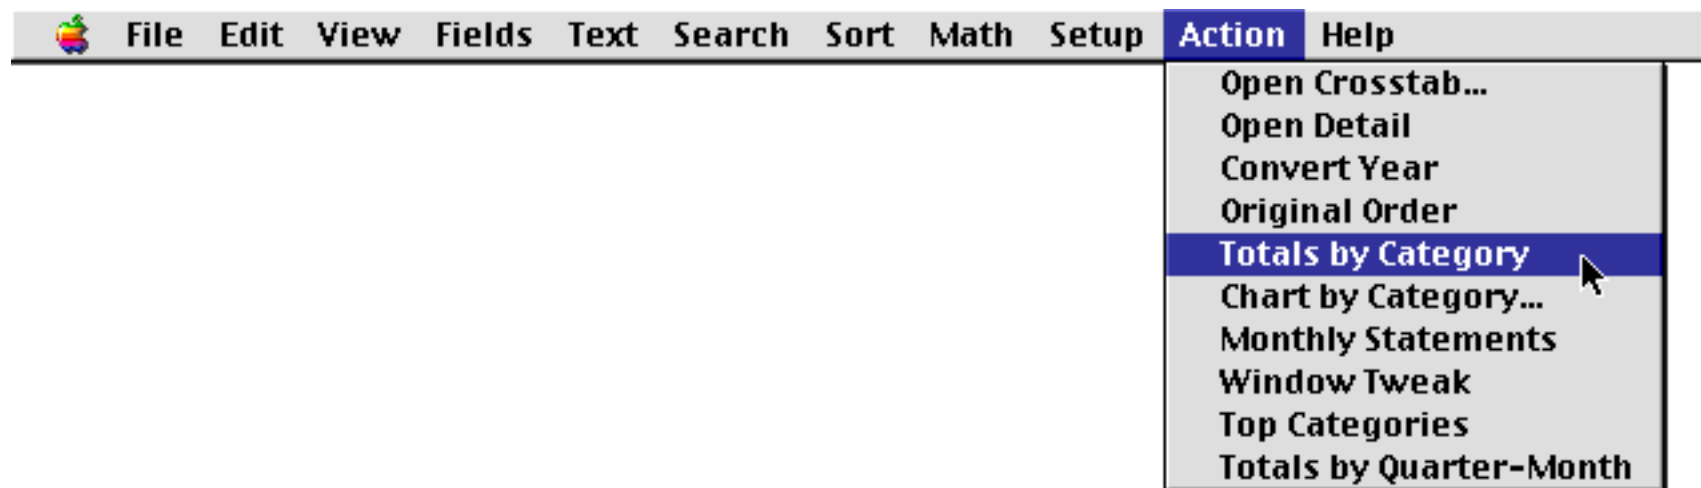 File Edit View Fields Text Search Sort Math Setup Action Help
Open Crosstab...
Open Detail
Convert Year
Original Order
Totals by Category
Chart by Category...
Monthly Statements
Window Tweak
Top Categories
Totals by Quarter-Month